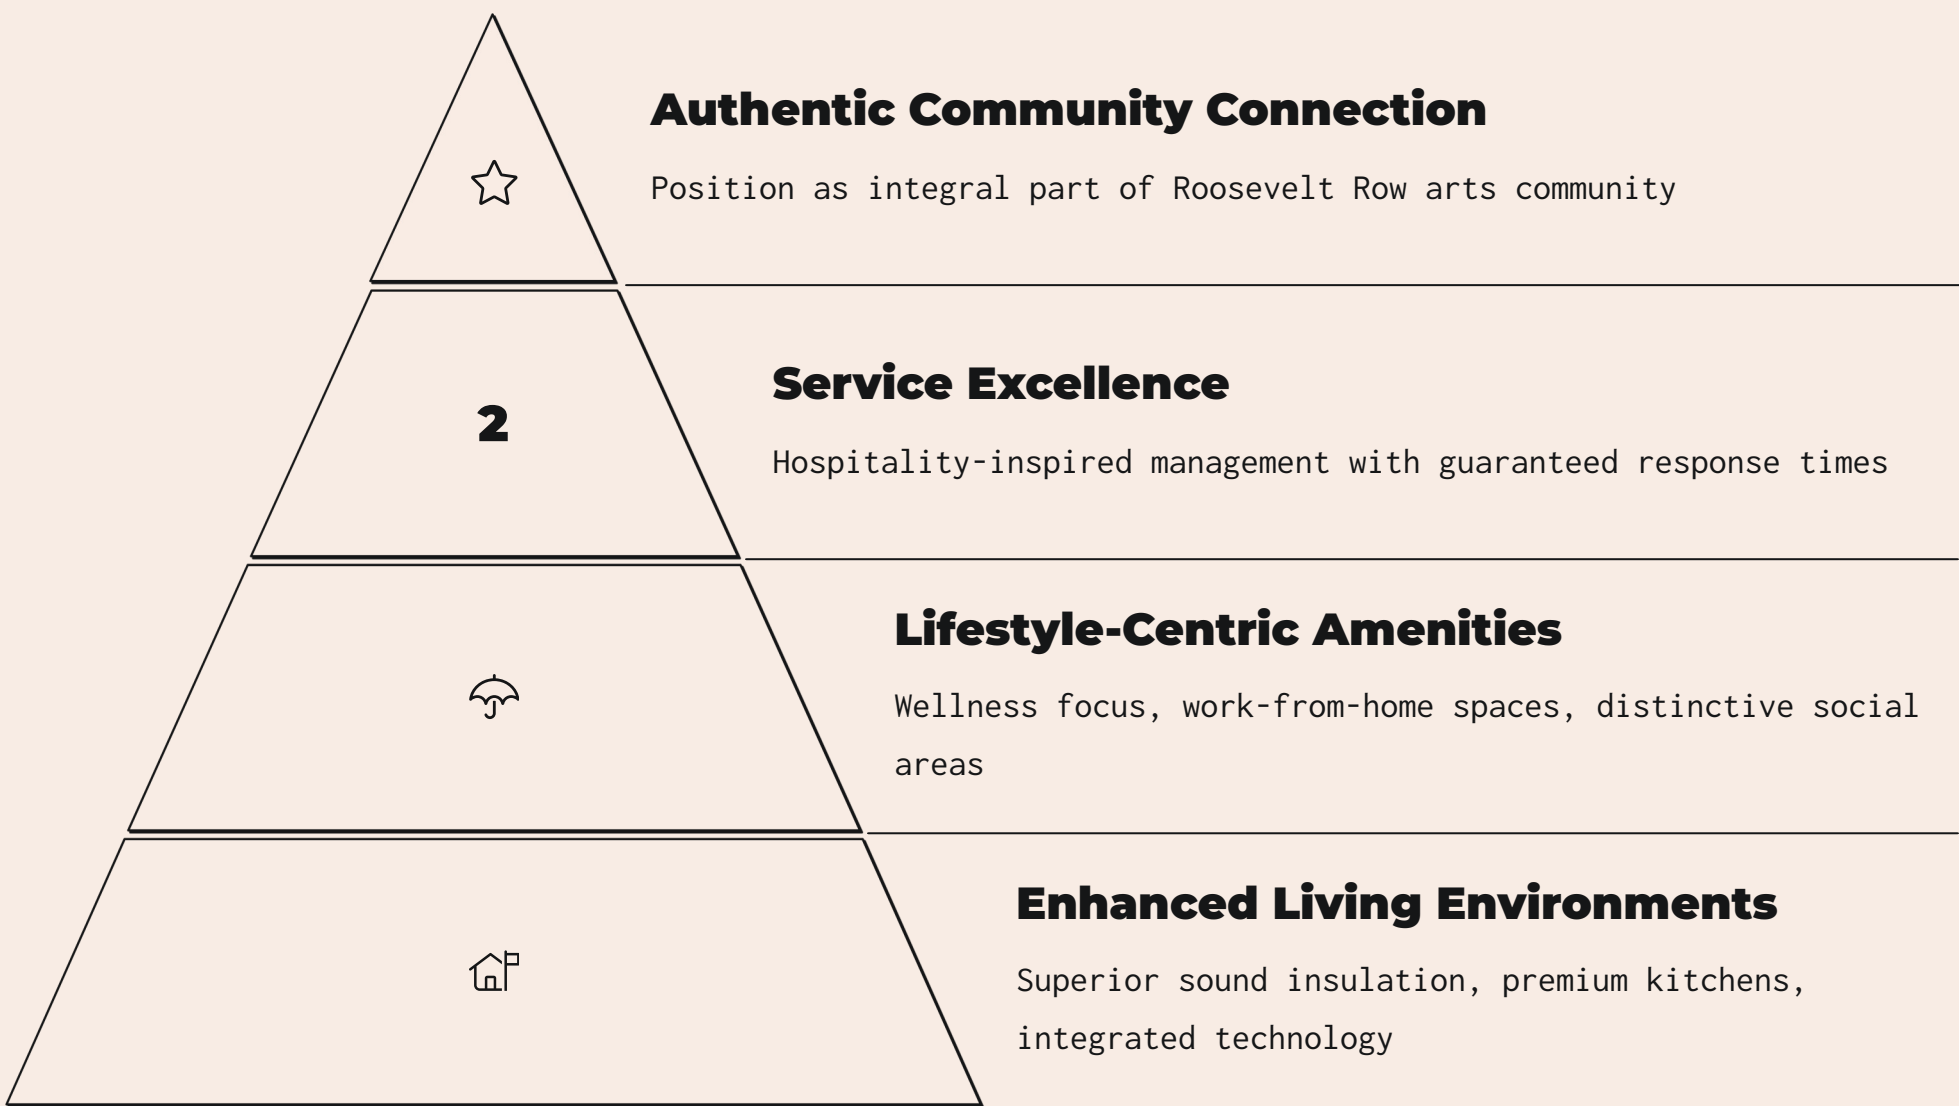 Authentic Community Connection
Position as integral part of Roosevelt Row arts community
2
Service Excellence
Hospitality-inspired management with guaranteed response times
Lifestyle-Centric Amenities
Wellness focus, work-from-home spaces, distinctive social
areas
Enhanced Living Environments
Superior sound insulation, premium kitchens,
integrated technology